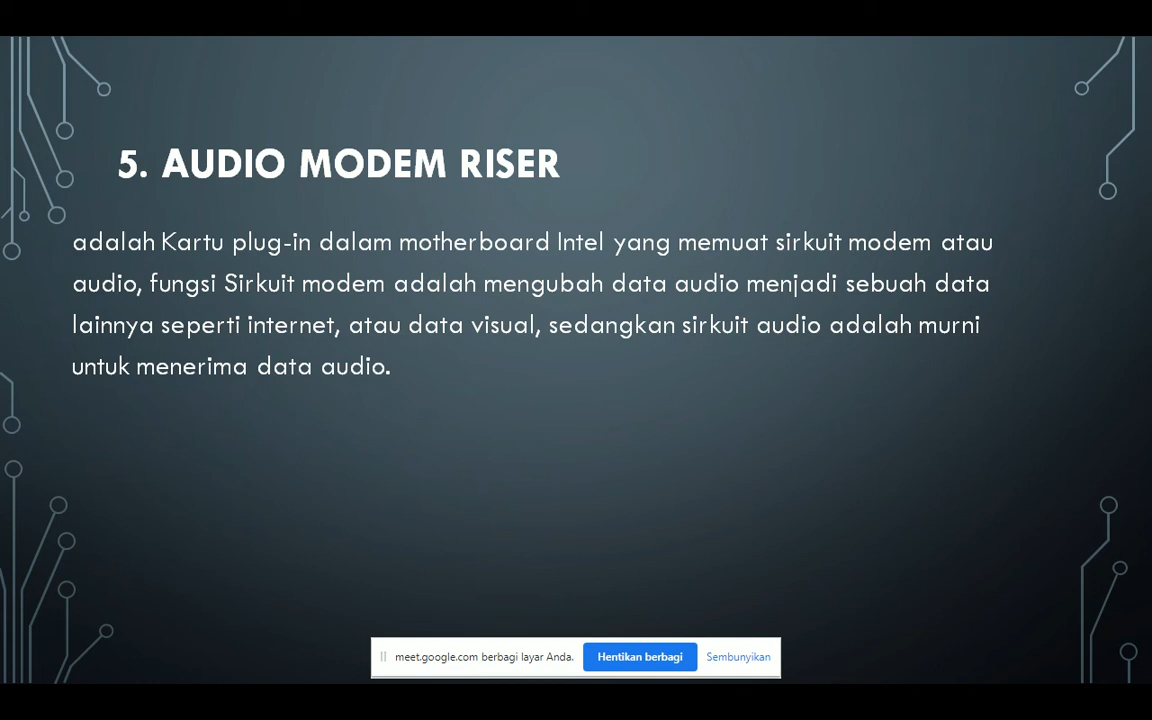 5. AUDIO MODEM RISER
adalah Kartu plug-in dalam motherboard Intel yang memuat sirkuit modem atau
audio, fungsi Sirkuit modem adalah mengubah data audio menjadi sebuah data
lainnya seperti internet, atau data visual, sedangkan sirkuit audio adalah murni
untuk menerima data audio.
meet.google.com berbagi layar Anda. Hentikan berbagi Sembunyikan